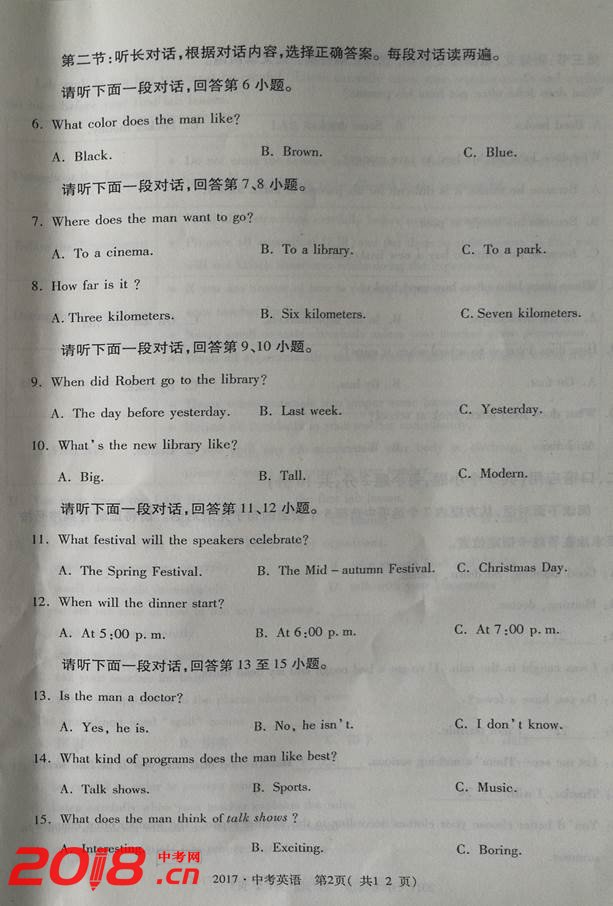 第二节:听长对话,根据对话内容,选择正确答案。每段对话读两遍。
请听下面一段对话,回答第6小题。
6. What color does the man like?
A. Black. B. Brown. C. Blue.
请听下面一段对话,回答第7、8小题。
7. Where does the man want to go?
A. To a cinema. B. To a library. C. To a park.
8. How far is it ?
A. Three kilometers. B. Six kilometers. C. Seven kilometers.
请听下面一段对话,回答第9、10小题。
9. When did Robert go to the library?
A. The day before yesterday. B. Last week. C. Yesterday.
10. What's the new library like?
A. Big. B. Tall. C. Modern.
请听下面一段对话,回答第11、12小题。
11. What festival will the speakers celebrate?
A. The Spring Festival. B. The Mid – autumn Festival. C. Christmas Day.
12. When will the dinner start?
A. At 5:00 p. m. B. At 6:00 p. m. C. At 7:00 p. m.
请听下面一段对话,回答第13至15小题。
13. Is the man a doctor?
A. Yes, he is. B. No, he isn't. C. I don't know.
14. What kind of programs does the man like best?
A. Talk shows. B. Sports. C. Music.
15. What does the man think of talk shows ?
A. Interesting. B. Exciting. C. Boring.
2018.cn 中考网
2017·中考英语 第2页( 共1 2 页)